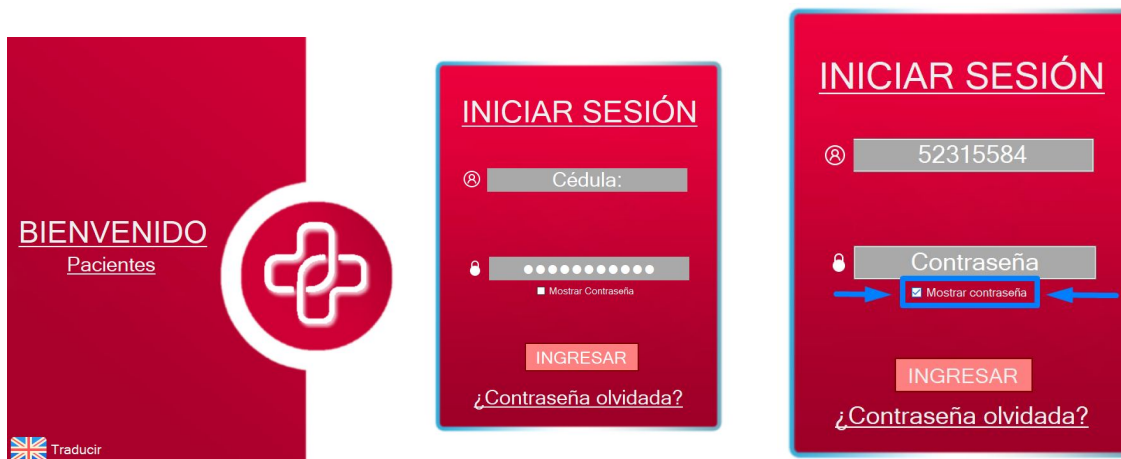 BIENVENIDO
Pacientes
Traducir
INICIAR SESIÓN
Cédula:
Mostrar Contraseña
INGRESAR
¿Contraseña olvidada?
INICIAR SESIÓN
52315584
Contraseña
Mostrar contraseña
INGRESAR
¿Contraseña olvidada?